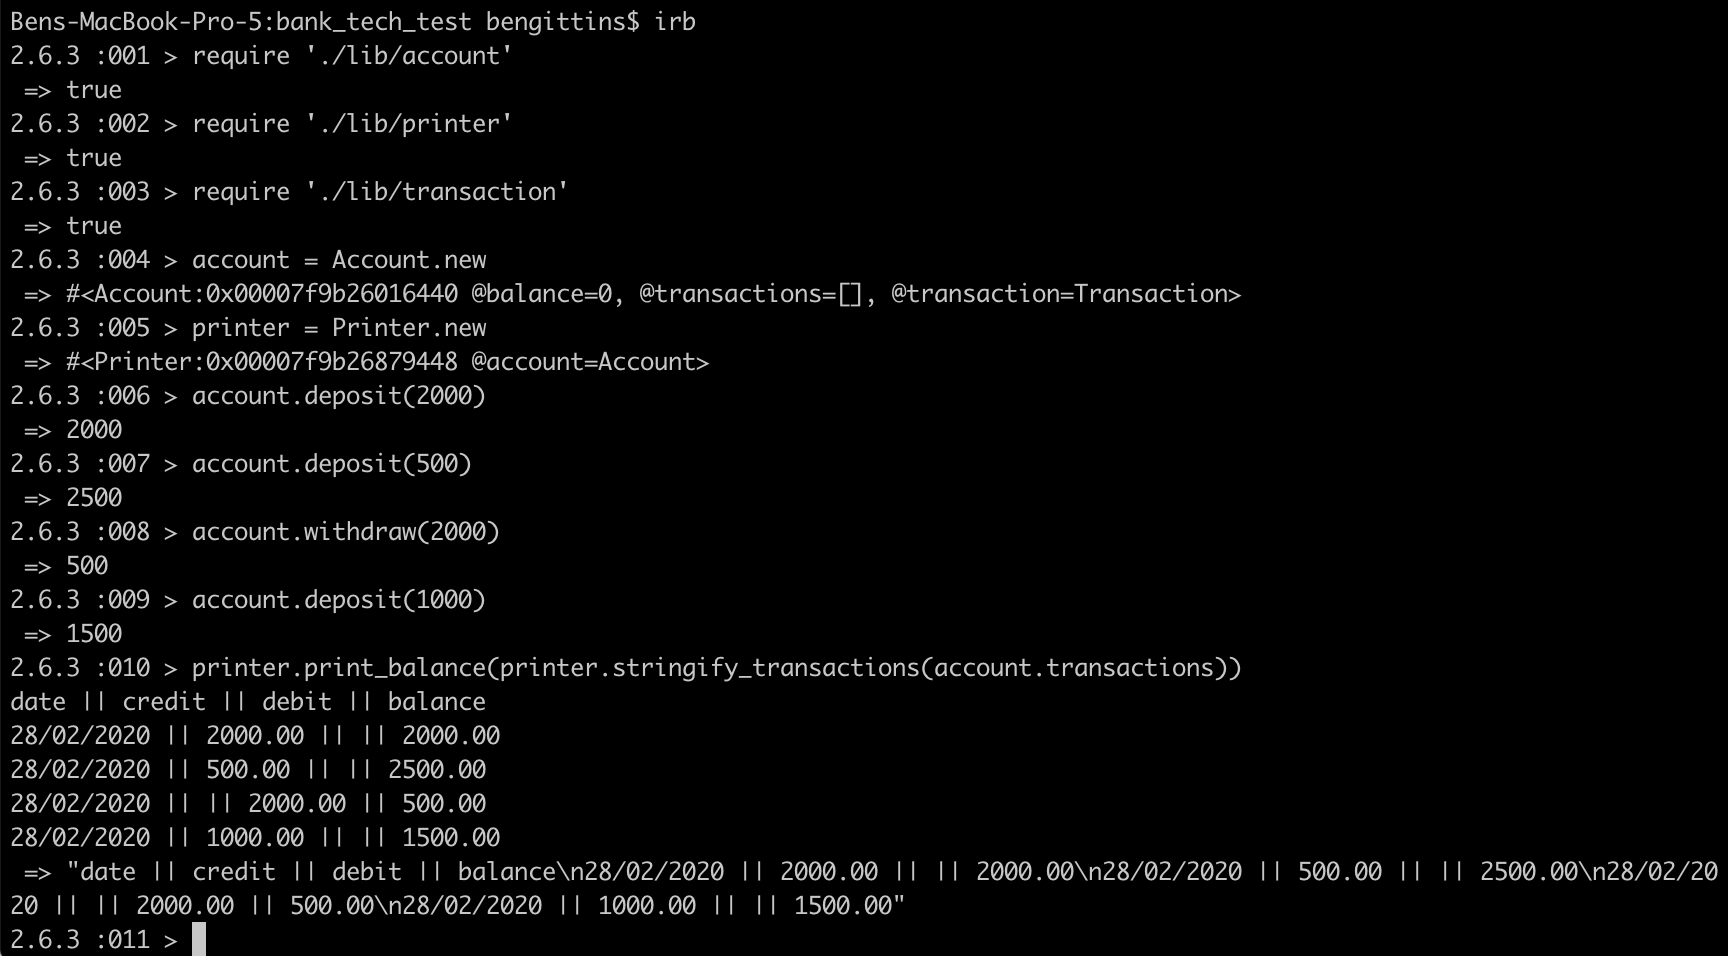 Bens-MacBook-Pro-5:bank_tech_test bengittins$ irb
2.6.3 :001 > require './lib/account'
 => true
2.6.3 :002 > require './lib/printer'
 => true
2.6.3 :003 > require './lib/transaction'
 => true
2.6.3 :004 > account = Account.new
 => #<Account:0x00007f9b26016440 @balance=0, @transactions=[], @transaction=Transaction>
2.6.3 :005 > printer = Printer.new
 => #<Printer:0x00007f9b26879448 @account=Account>
2.6.3 :006 > account.deposit(2000)
 => 2000
2.6.3 :007 > account.deposit(500)
 => 2500
2.6.3 :008 > account.withdraw(2000)
 => 500
2.6.3 :009 > account.deposit(1000)
 => 1500
2.6.3 :010 > printer.print_balance(printer.stringify_transactions(account.transactions))
date || credit || debit || balance
28/02/2020 || 2000.00 || || 2000.00
28/02/2020 || 500.00 || || 2500.00
28/02/2020 || || 2000.00 || 500.00
28/02/2020 || 1000.00 || || 1500.00
 => "date || credit || debit || balance\n28/02/2020 || 2000.00 || || 2000.00\n28/02/2020 || 500.00 || || 2500.00\n28/02/20
20 || || 2000.00 || 500.00\n28/02/2020 || 1000.00 || || 1500.00"
2.6.3 :011 >